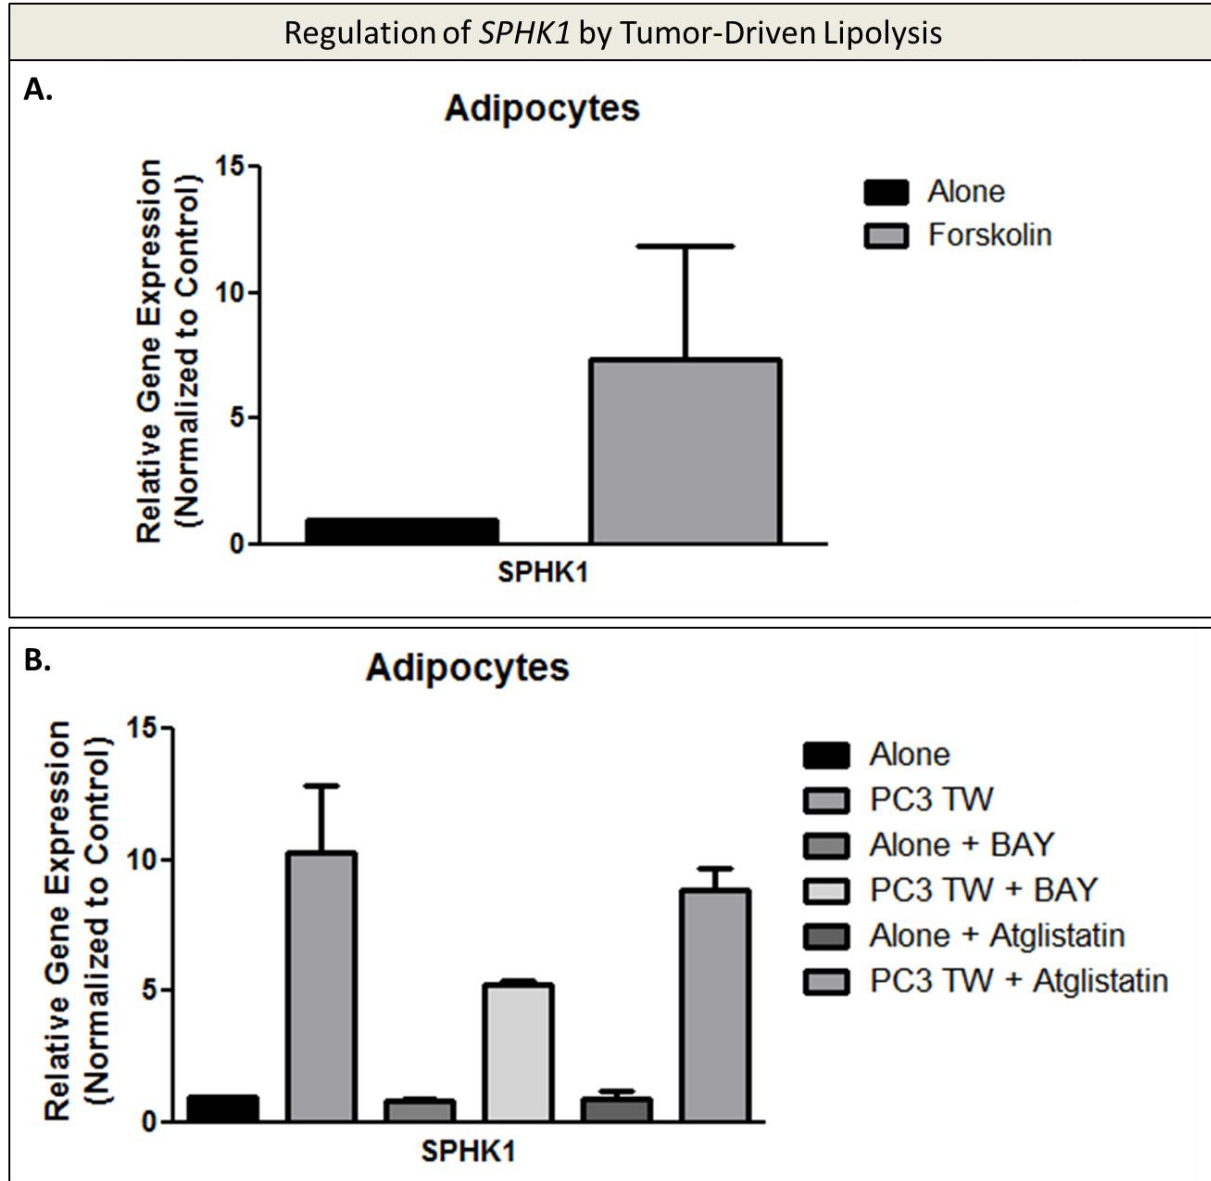 Regulation of SPHK1 by Tumor-Driven Lipolysis
A.
Adipocytes
Relative Gene Expression
(Normalized to Control)
15
10
5
0
SPHK1
Alone
Forskolin
B.
Adipocytes
Relative Gene Expression
(Normalized to Control)
15
10
5
0
SPHK1
Alone
PC3 TW
Alone + BAY
PC3 TW + BAY
Alone + Atglistatin
PC3 TW + Atglistatin